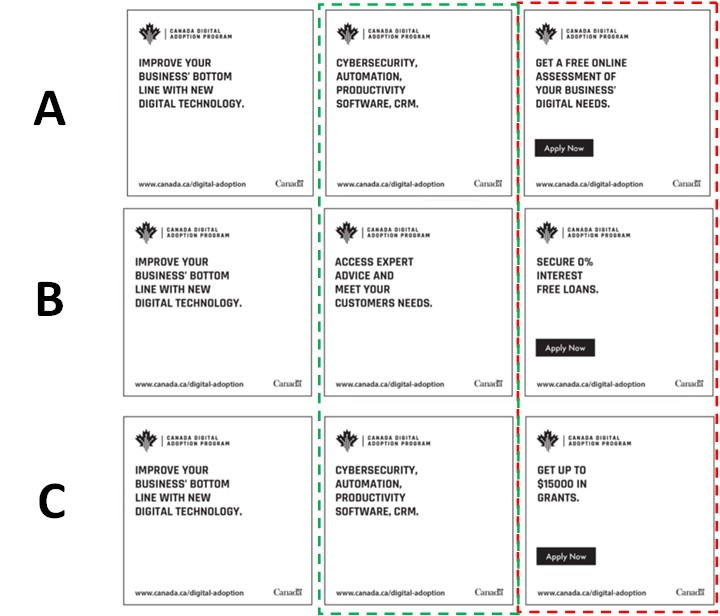 A
CANADA DIGITAL
ADOPTION PROGRAM
IMPROVE YOUR
BUSINESS' BOTTOM
LINE WITH NEW
DIGITAL TECHNOLOGY.
www.canada.ca/digital-adoption
Canada
CANADA DIGITAL
ADOPTION PROGRAM
CYBERSECURITY,
AUTOMATION,
PRODUCTIVITY
SOFTWARE, CRM.
www.canada.ca/digital-adoption
Canada
CANADA DIGITAL
ADOPTION PROGRAM
GET A FREE ONLINE
ASSESSMENT OF
YOUR BUSINESS'
DIGITAL NEEDS.
Apply Now
www.canada.ca/digital-adoption
Canada
B
CANADA DIGITAL
ADOPTION PROGRAM
IMPROVE YOUR
BUSINESS' BOTTOM
LINE WITH NEW
DIGITAL TECHNOLOGY.
www.canada.ca/digital-adoption
Canada
CANADA DIGITAL
ADOPTION PROGRAM
ACCESS EXPERT
ADVICE AND
MEET YOUR
CUSTOMERS NEEDS.
www.canada.ca/digital-adoption
Canada
CANADA DIGITAL
ADOPTION PROGRAM
SECURE 0%
INTEREST
FREE LOANS.
Apply Now
www.canada.ca/digital-adoption
Canada
C
CANADA DIGITAL
ADOPTION PROGRAM
IMPROVE YOUR
BUSINESS' BOTTOM
LINE WITH NEW
DIGITAL TECHNOLOGY.
www.canada.ca/digital-adoption
Canada
CANADA DIGITAL
ADOPTION PROGRAM
CYBERSECURITY,
AUTOMATION,
PRODUCTIVITY
SOFTWARE, CRM.
www.canada.ca/digital-adoption
Canada
CANADA DIGITAL
ADOPTION PROGRAM
GET UP TO
$15000 IN
GRANTS.
Apply Now
www.canada.ca/digital-adoption
Canada